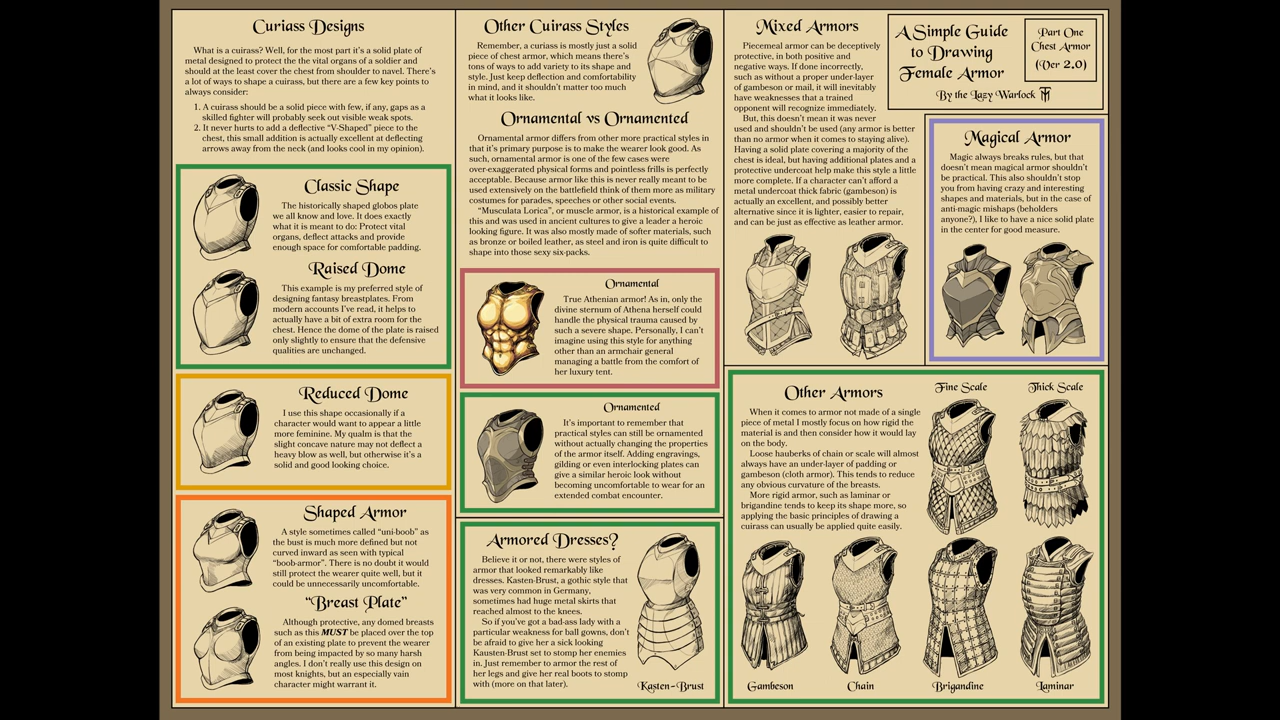 Curiass Designs
What is a cuirass? Well, for the most part it's a solid plate of
metal designed to protect the the vital organs of a soldier and
should at the least cover the chest from shoulder to navel. There's
a lot of ways to shape a cuirass, but there are a few key points to
always consider:
1. A cuirass should be a solid piece with few, if any, gaps as a
skilled fighter will probably seek out visible weak spots.
2. It never hurts to add a deflective "V-Shaped" piece to the
chest, this small addition is actually excellent at deflecting
arrows away from the neck (and looks cool in my opinion).
Classic Shape
The historically shaped globos plate
we all know and love. It does exactly
what it is meant to do: Protect vital
organs, deflect attacks and provide
enough space for comfortable padding.
Raised Dome
This example is my preferred style of
designing fantasy breastplates. From
modern accounts I've read, it helps to
actually have a bit of extra room for the
chest. Hence the dome of the plate is raised
only slightly to ensure that the defensive
qualities are unchanged.
Reduced Dome
I use this shape occasionally if a
character would want to appear a little
more feminine. My qualm is that the
slight concave nature may not deflect a
heavy blow as well, but otherwise it's a
solid and good looking choice.
Shaped Armor
A style sometimes called "uni-boob" as
the bust is much more defined but not
curved inward as seen with typical
"boob-armor". There is no doubt it would
still protect the wearer quite well, but it
could be unnecessarily uncomfortable.
"Breast Plate"
Although protective, any domed breasts
such as this MUST be placed over the top
of an existing plate to prevent the wearer
from being impacted by so many harsh
angles. I don't really use this design on
most knights, but an especially vain
character might warrant it.
Other Cuirass Styles
Remember, a curiass is mostly just a solid
piece of chest armor, which means there's
tons of ways to add variety to its shape and
style. Just keep deflection and comfortability
in mind, and it shouldn't matter too much
what it looks like.
Ornamental vs Ornamented
Ornamental armor differs from other more practical styles in
that it's primary purpose is to make the wearer look good. As
such, ornamental armor is one of the few cases were
over-exaggerated physical forms and pointless frills is perfectly
acceptable. Because armor like this is never really meant to be
used extensively on the battlefield think of them more as military
costumes for parades, speeches or other social events.
"Musculata Lorica", or muscle armor, is a historical example of
this and was used in ancient cultures to give a leader a heroic
looking figure. It was also mostly made of softer materials, such
as bronze or boiled leather, as steel and iron is quite difficult to
shape into those sexy six-packs.
Ornamental
True Athenian armor! As in, only the
divine sternum of Athena herself could
handle the physical trauma caused by
such a severe shape. Personally, I can't
imagine using this style for anything
other than an armchair general
managing a battle from the comfort of
her luxury tent.
Ornamented
It's important to remember that
practical styles can still be ornamented
without actually changing the properties
of the armor itself. Adding engravings,
gilding or even interlocking plates can
give a similar heroic look without
becoming uncomfortable to wear for an
extended combat encounter.
Armored Dresses?
Believe it or not, there were styles of
armor that looked remarkably like
dresses. Kasten-Brust, a gothic style that
was very common in Germany,
sometimes had huge metal skirts that
reached almost to the knees.
So if you've got a bad-ass lady with a
particular weakness for ball gowns, don't
be afraid to give her a sick looking
Kausten-Brust set to stomp her enemies
in. Just remember to armor the rest of
her legs and give her real boots to stomp
with (more on that later).
Kasten-Brust
Mixed Armors
Piecemeal armor can be deceptively
protective, in both positive and
negative ways. If done incorrectly,
such as without a proper under-layer
of gambeson or mail, it will inevitably
have weaknesses that a trained
opponent will recognize immediately.
But, this doesn't mean it was never
used and shouldn't be used (any armor is better
than no armor when it comes to staying alive).
Having a solid plate covering a majority of the
chest is ideal, but having additional plates and a
protective undercoat help make this style a little
more complete. If a character can't afford a
metal undercoat thick fabric (gambeson) is
actually an excellent, and possibly better
alternative since it is lighter, easier to repair,
and can be just as effective as leather armor.
A Simple Guide
to Drawing
Female Armor
Part One
Chest Armor
(Ver 2.0)
By the Lazy Warlock
Magical Armor
Magic always breaks rules, but that
doesn't mean magical armor shouldn't
be practical. This also shouldn't stop
you from having crazy and interesting
shapes and materials, but in the case of
anti-magic mishaps (beholders
anyone?), I like to have a nice solid plate
in the center for good measure.
Other Armors
When it comes to armor not made of a single
piece of metal I mostly focus on how rigid the
material is and then consider how it would lay
on the body.
Loose hauberks of chain or scale will almost
always have an under-layer of padding or
gambeson (cloth armor). This tends to reduce
any obvious curvature of the breasts.
More rigid armor, such as laminar or
brigandine tends to keep its shape more, so
applying the basic principles of drawing a
cuirass can usually be applied quite easily.
Fine Scale
Thick Scale
Gambeson
Chain
Brigandine
Laminar